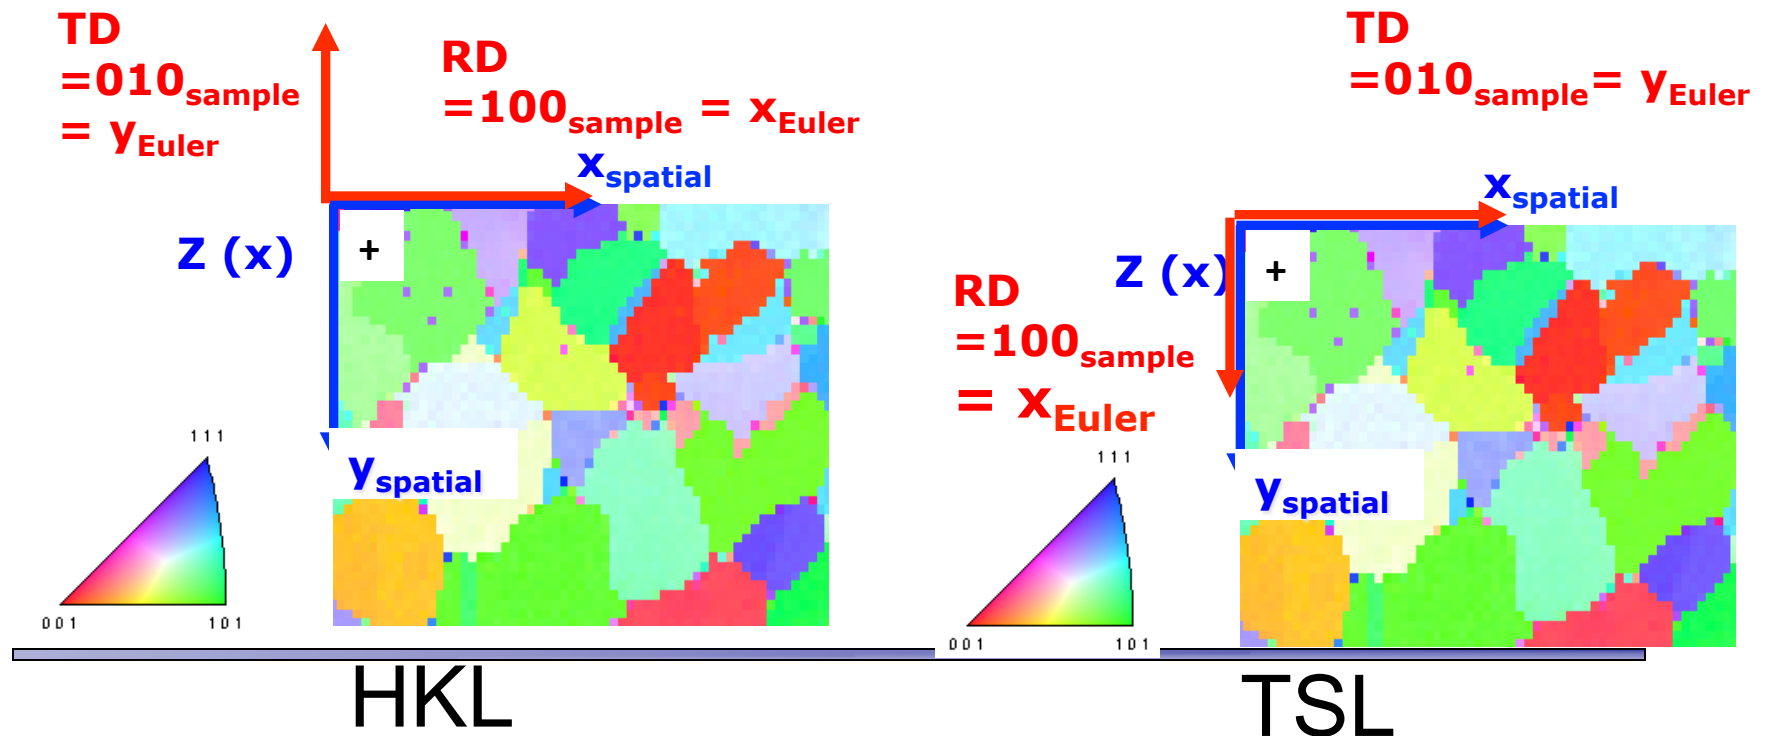 TD
=010sample
= yEuler
RD
=100sample = xEuler
xspatial
Z (x)
+
yspatial
111
001
101
HKL
TD
=010sample= yEuler
xspatial
Z (x)
+
RD
=100sample
= xEuler
yspatial
111
001
101
TSL